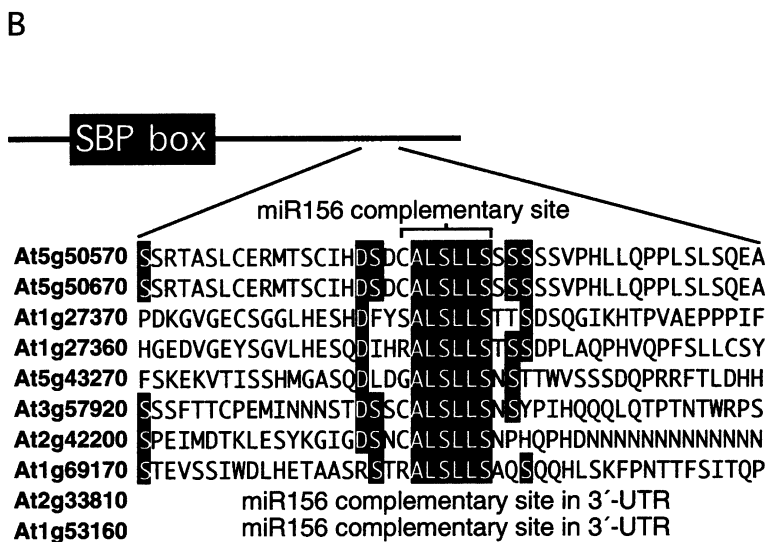 B
SBP box
miR156 complementary site
At5g50570 SSRTASLCERMTSCIHDSDCALSLLSSSSSSVPHLLQPPLSLSQEA
At5g50670 SSRTASLCERMTSCIHDSDCALSLLSSSSSSVPHLLQPPLSLSQEA
At1g27370 PDKGVGECSGGLHESHDFYSALSLLSTTSDSQGIKHTPVAEPPPIF
At1g27360 HGEDVGEYSGVLHESQDIHRALSLLSTSSDPLAQPHVQPFSLLCSY
At5g43270 FSKEKVTISSHMGASQDLDGALSLLSNSTTWVSSSDQPRRFTLDHH
At3g57920 SSSFTTCPEMINNNSTDSSCALSLLSNSYPIHQQQLQTPTNTWRPS
At2g42200 SPEIMDTKLESYKGIGDSNCALSLLSNPHQPHDNNNNNNNNNNNNN
At1g69170 STEVSSIWDLHETAASRSTRALSLLSAQSQQHLSKFPNTTFSITQP
At2g33810 miR156 complementary site in 3´-UTR
At1g53160 miR156 complementary site in 3´-UTR